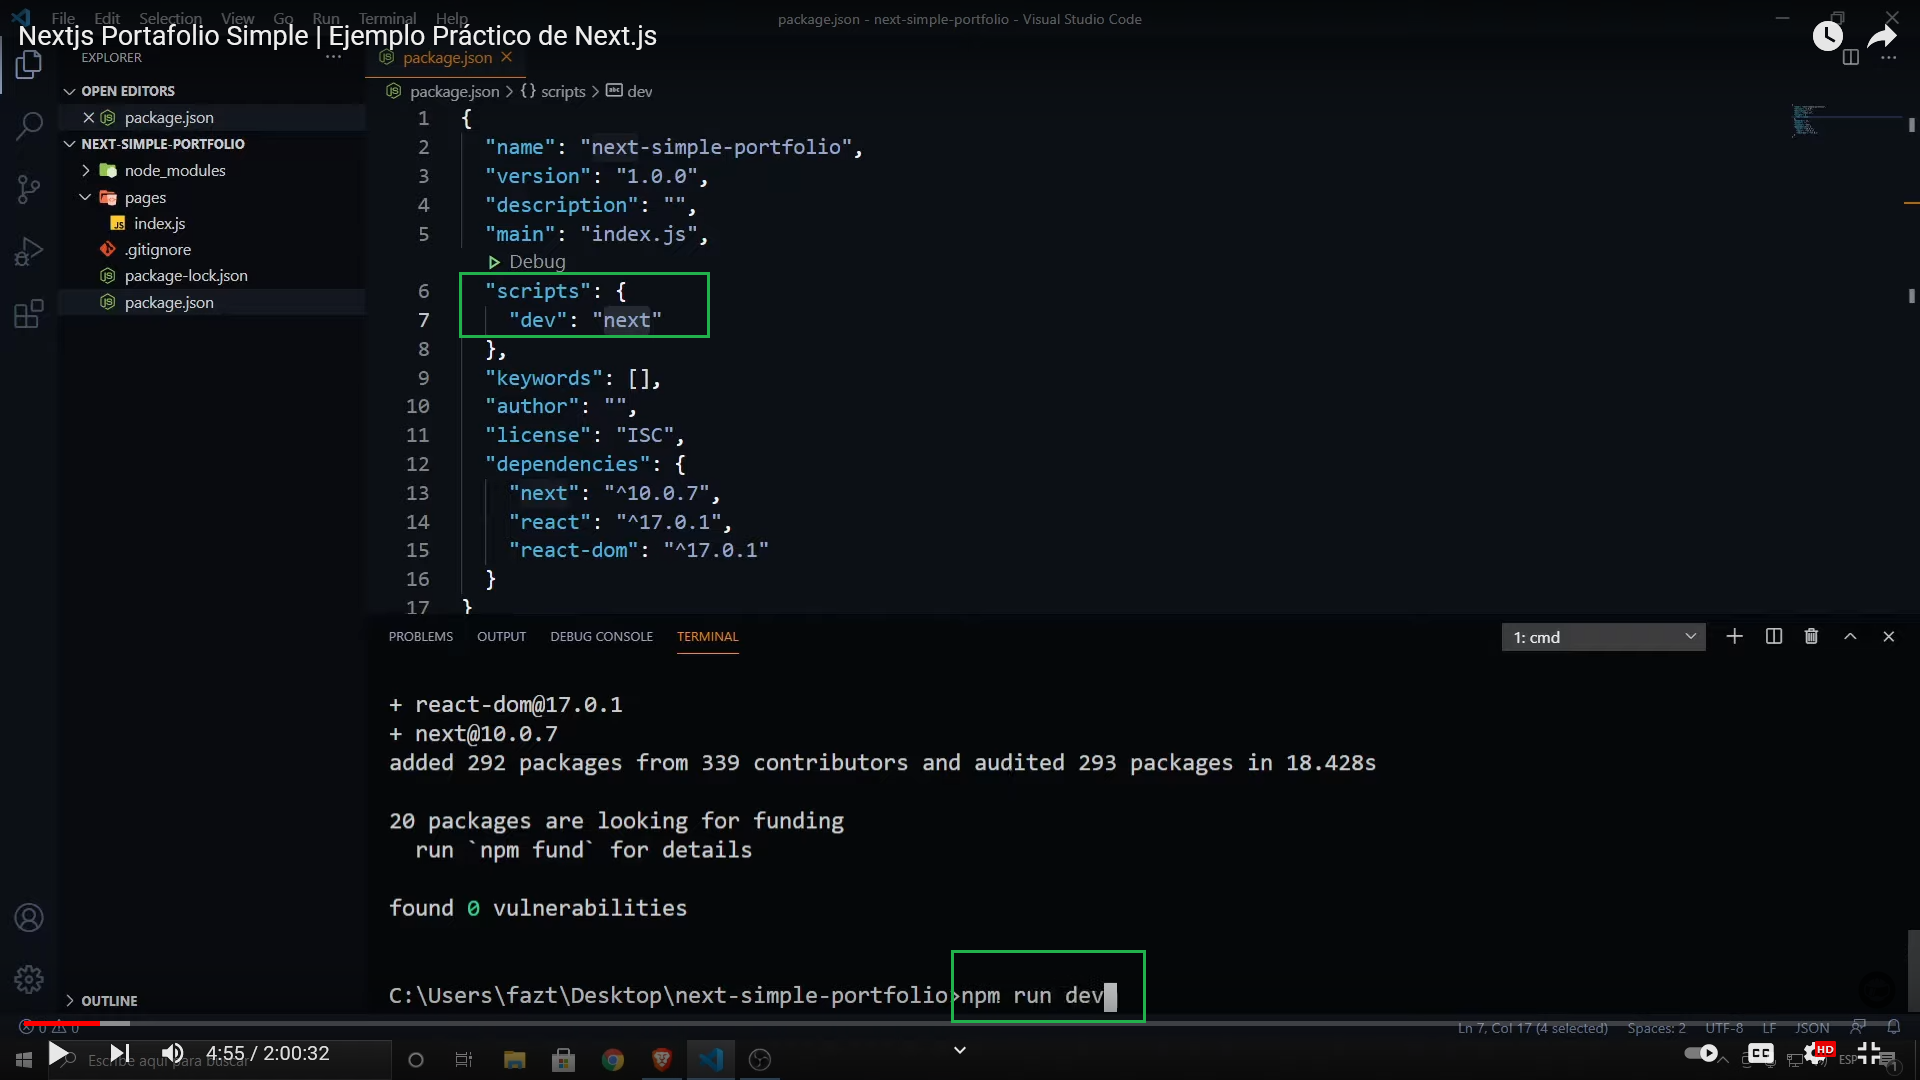 File Edit Selection View Go Run Terminal Help
package.json - next-simple-portfolio - Visual Studio Code
Nextjs Portafolio Simple | Ejemplo Práctico de Next.js
EXPLORER
OPEN EDITORS
package.json
NEXT-SIMPLE-PORTFOLIO
node_modules
pages
index.js
.gitignore
package-lock.json
package.json
OUTLINE
package.json
package.json > {} scripts > dev
1 {
2 "name": "next-simple-portfolio",
3 "version": "1.0.0",
4 "description": "",
5 "main": "index.js",
Debug
6 "scripts": {
7 "dev": "next"
8 },
9 "keywords": [],
10 "author": "",
11 "license": "ISC",
12 "dependencies": {
13 "next": "^10.0.7",
14 "react": "^17.0.1",
15 "react-dom": "^17.0.1"
16 }
17 }
PROBLEMS OUTPUT DEBUG CONSOLE TERMINAL
1: cmd
+ react-dom@17.0.1
+ next@10.0.7
added 292 packages from 339 contributors and audited 293 packages in 18.428s
20 packages are looking for funding
run `npm fund` for details
found 0 vulnerabilities
C:\Users\fazt\Desktop\next-simple-portfolio>npm run dev
0 0
Ln 7, Col 17 (4 selected) Spaces: 2 UTF-8 LF JSON
4:55 / 2:00:32
Escribe aquí para buscar
CC HD ESP